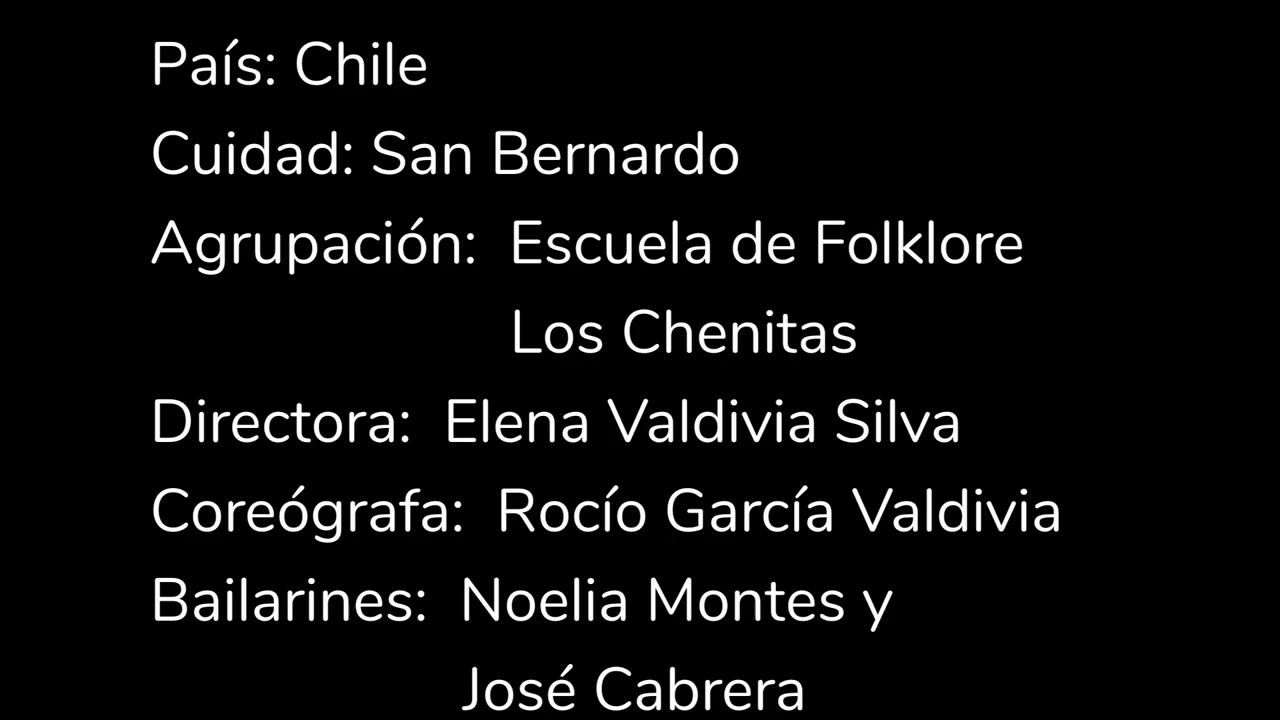 País: Chile
Cuidad: San Bernardo
Agrupación: Escuela de Folklore
Los Chenitas
Directora: Elena Valdivia Silva
Coreógrafa: Rocío García Valdivia
Bailarines: Noelia Montes y
José Cabrera